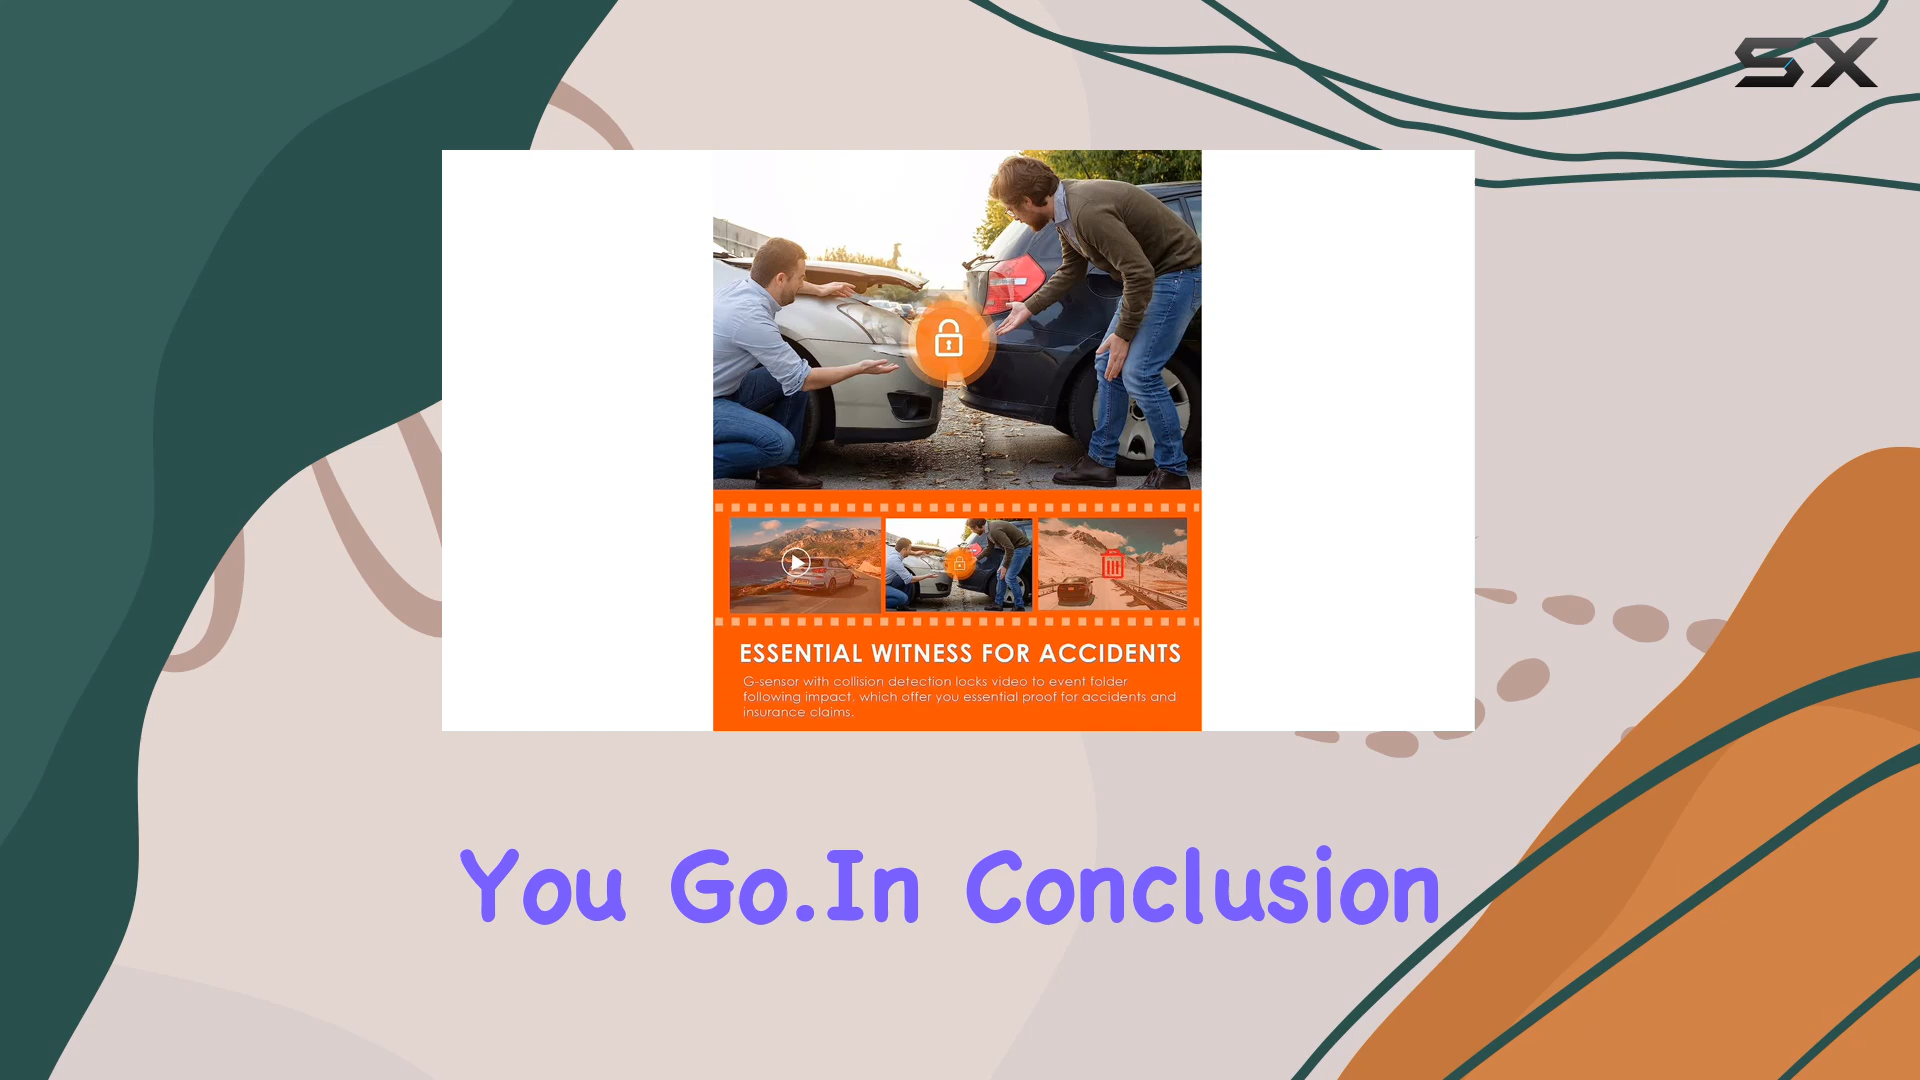 SX
ESSENTIAL WITNESS FOR ACCIDENTS
G-sensor with collision detection locks video to event folder
following impact, which offer you essential proof for accidents and
insurance claims.
You Go.In Conclusion